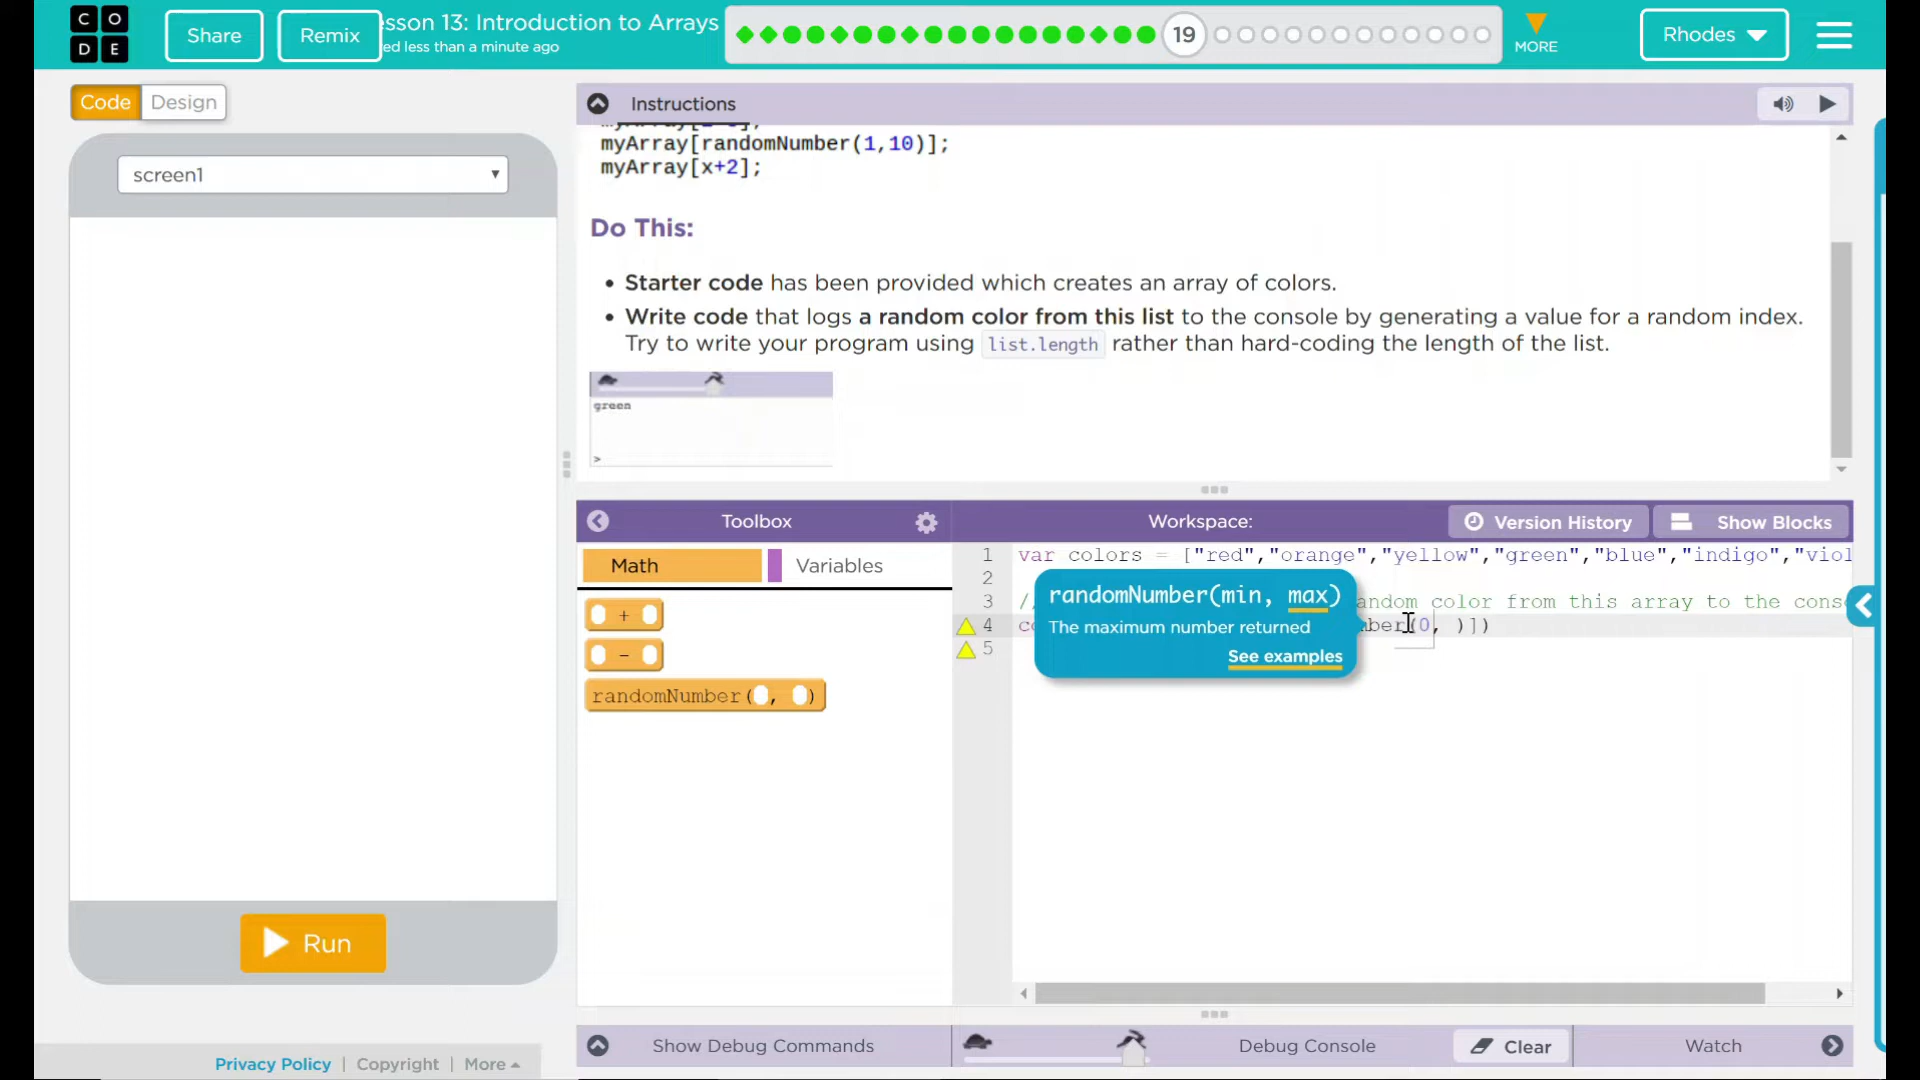 CODE
Share
Remix
esson 13: Introduction to Arrays
ed less than a minute ago
19
MORE
Rhodes
Code
Design
screen1
Run
Privacy Policy | Copyright | More
Instructions
myArray[randomNumber(1,10)];
myArray[x+2];
Do This:
• Starter code has been provided which creates an array of colors.
• Write code that logs a random color from this list to the console by generating a value for a random index.
Try to write your program using list.length rather than hard-coding the length of the list.
green
>
Toolbox
Workspace:
Version History
Show Blocks
Math
Variables
+
-
randomNumber( , )
1 var colors = ["red","orange","yellow","green","blue","indigo","viol
2
3 / andom color from this array to the conso
4 co ber(0, )])
5
randomNumber(min, max)
The maximum number returned
See examples
Show Debug Commands
Debug Console
Clear
Watch